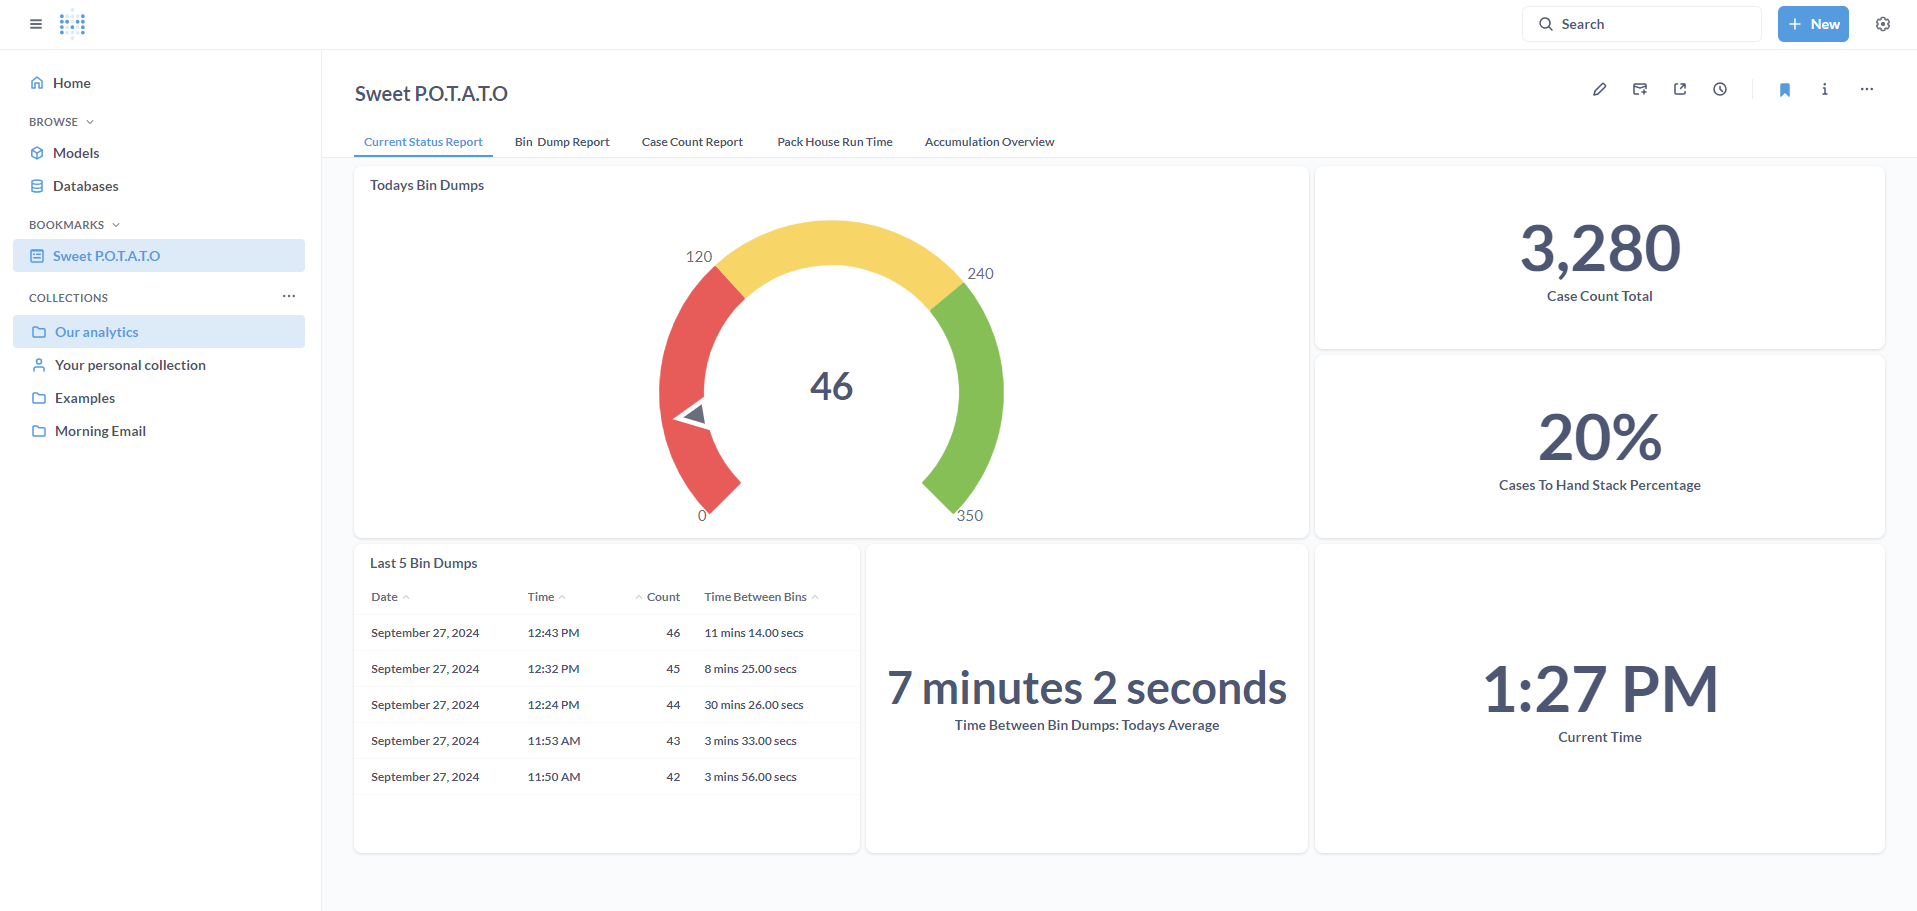 Search
New
Home
BROWSE
Models
Databases
BOOKMARKS
Sweet P.O.T.A.T.O
COLLECTIONS
Our analytics
Your personal collection
Examples
Morning Email
Sweet P.O.T.A.T.O
Current Status Report Bin Dump Report Case Count Report Pack House Run Time Accumulation Overview
Todays Bin Dumps
120
240
46
0
350
3,280
Case Count Total
20%
Cases To Hand Stack Percentage
Last 5 Bin Dumps
Date Time Count Time Between Bins
September 27, 2024 12:43 PM 46 11 mins 14.00 secs
September 27, 2024 12:32 PM 45 8 mins 25.00 secs
September 27, 2024 12:24 PM 44 30 mins 26.00 secs
September 27, 2024 11:53 AM 43 3 mins 33.00 secs
September 27, 2024 11:50 AM 42 3 mins 56.00 secs
7 minutes 2 seconds
Time Between Bin Dumps: Todays Average
1:27 PM
Current Time